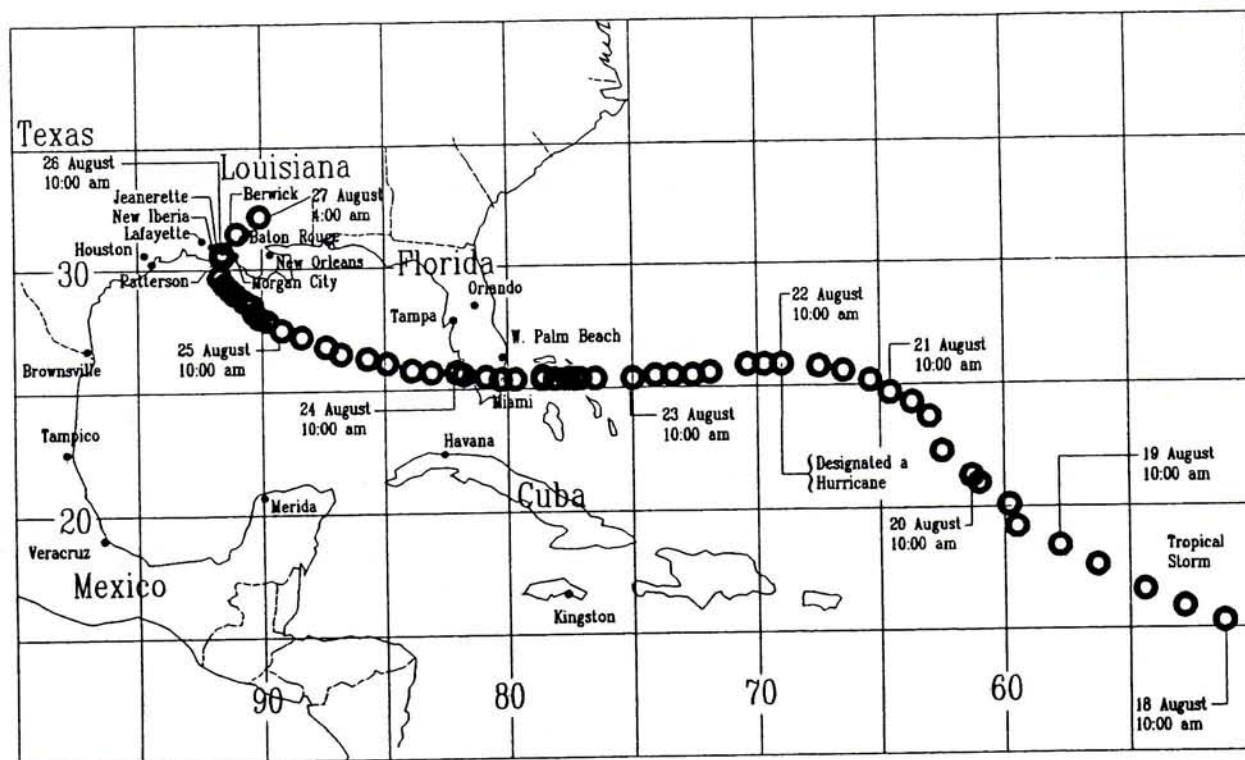 Texas
26 August
10:00 am
Louisiana
Jeanerette
Berwick
27 August
4:00 am
New Iberia
Lafayette
Baton Rouge
Houston
New Orleans
30
Patterson
Morgan City
Florida
Orlando
Tampa
W. Palm Beach
22 August
10:00 am
21 August
10:00 am
25 August
10:00 am
Brownsville
Miami
24 August
10:00 am
23 August
10:00 am
Tampico
Havana
Designated a
Hurricane
19 August
10:00 am
Cuba
Merida
20
20 August
10:00 am
Veracruz
Tropical
Storm
Mexico
Kingston
90
80
70
60
18 August
10:00 am